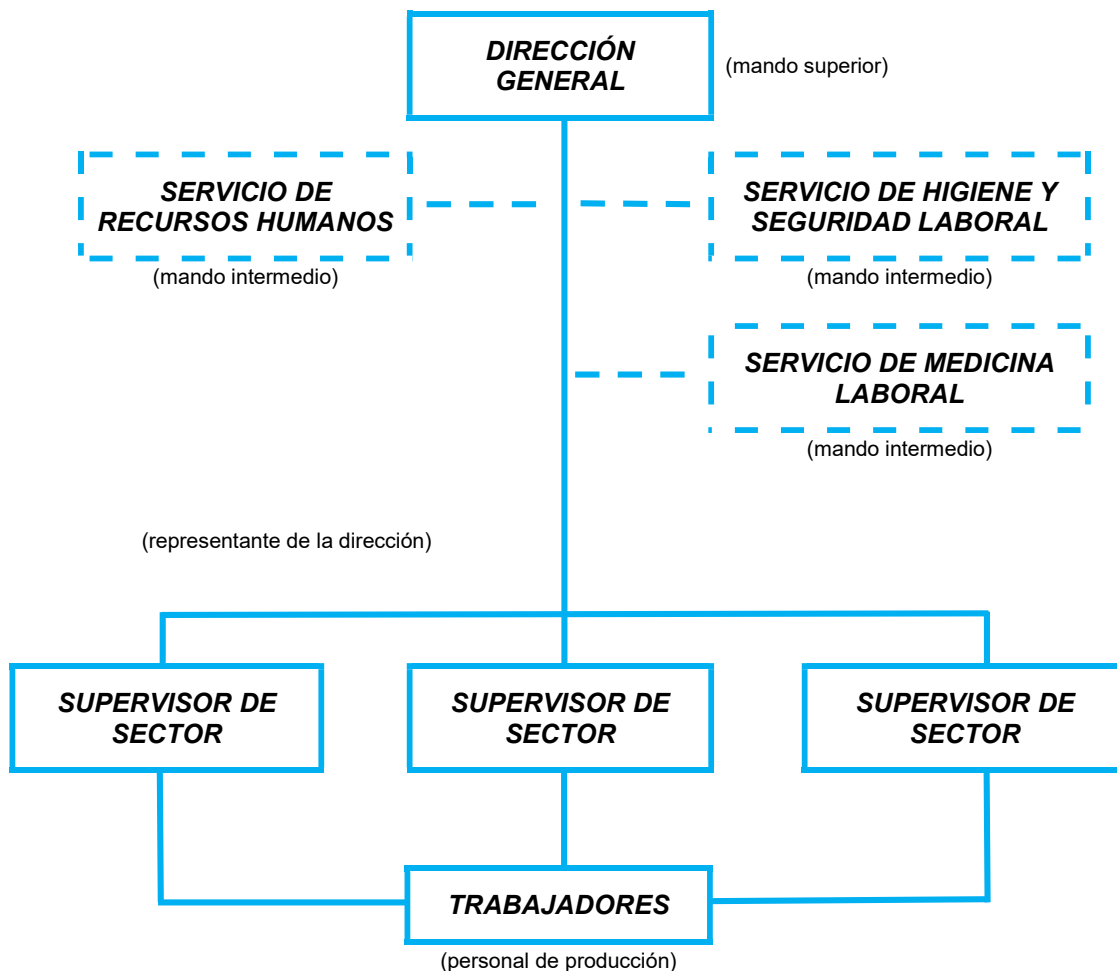 DIRECCIÓN
GENERAL
(mando superior)
SERVICIO DE
RECURSOS HUMANOS
(mando intermedio)
SERVICIO DE HIGIENE Y
SEGURIDAD LABORAL
(mando intermedio)
SERVICIO DE MEDICINA
LABORAL
(mando intermedio)
(representante de la dirección)
SUPERVISOR DE
SECTOR
SUPERVISOR DE
SECTOR
SUPERVISOR DE
SECTOR
TRABAJADORES
(personal de producción)